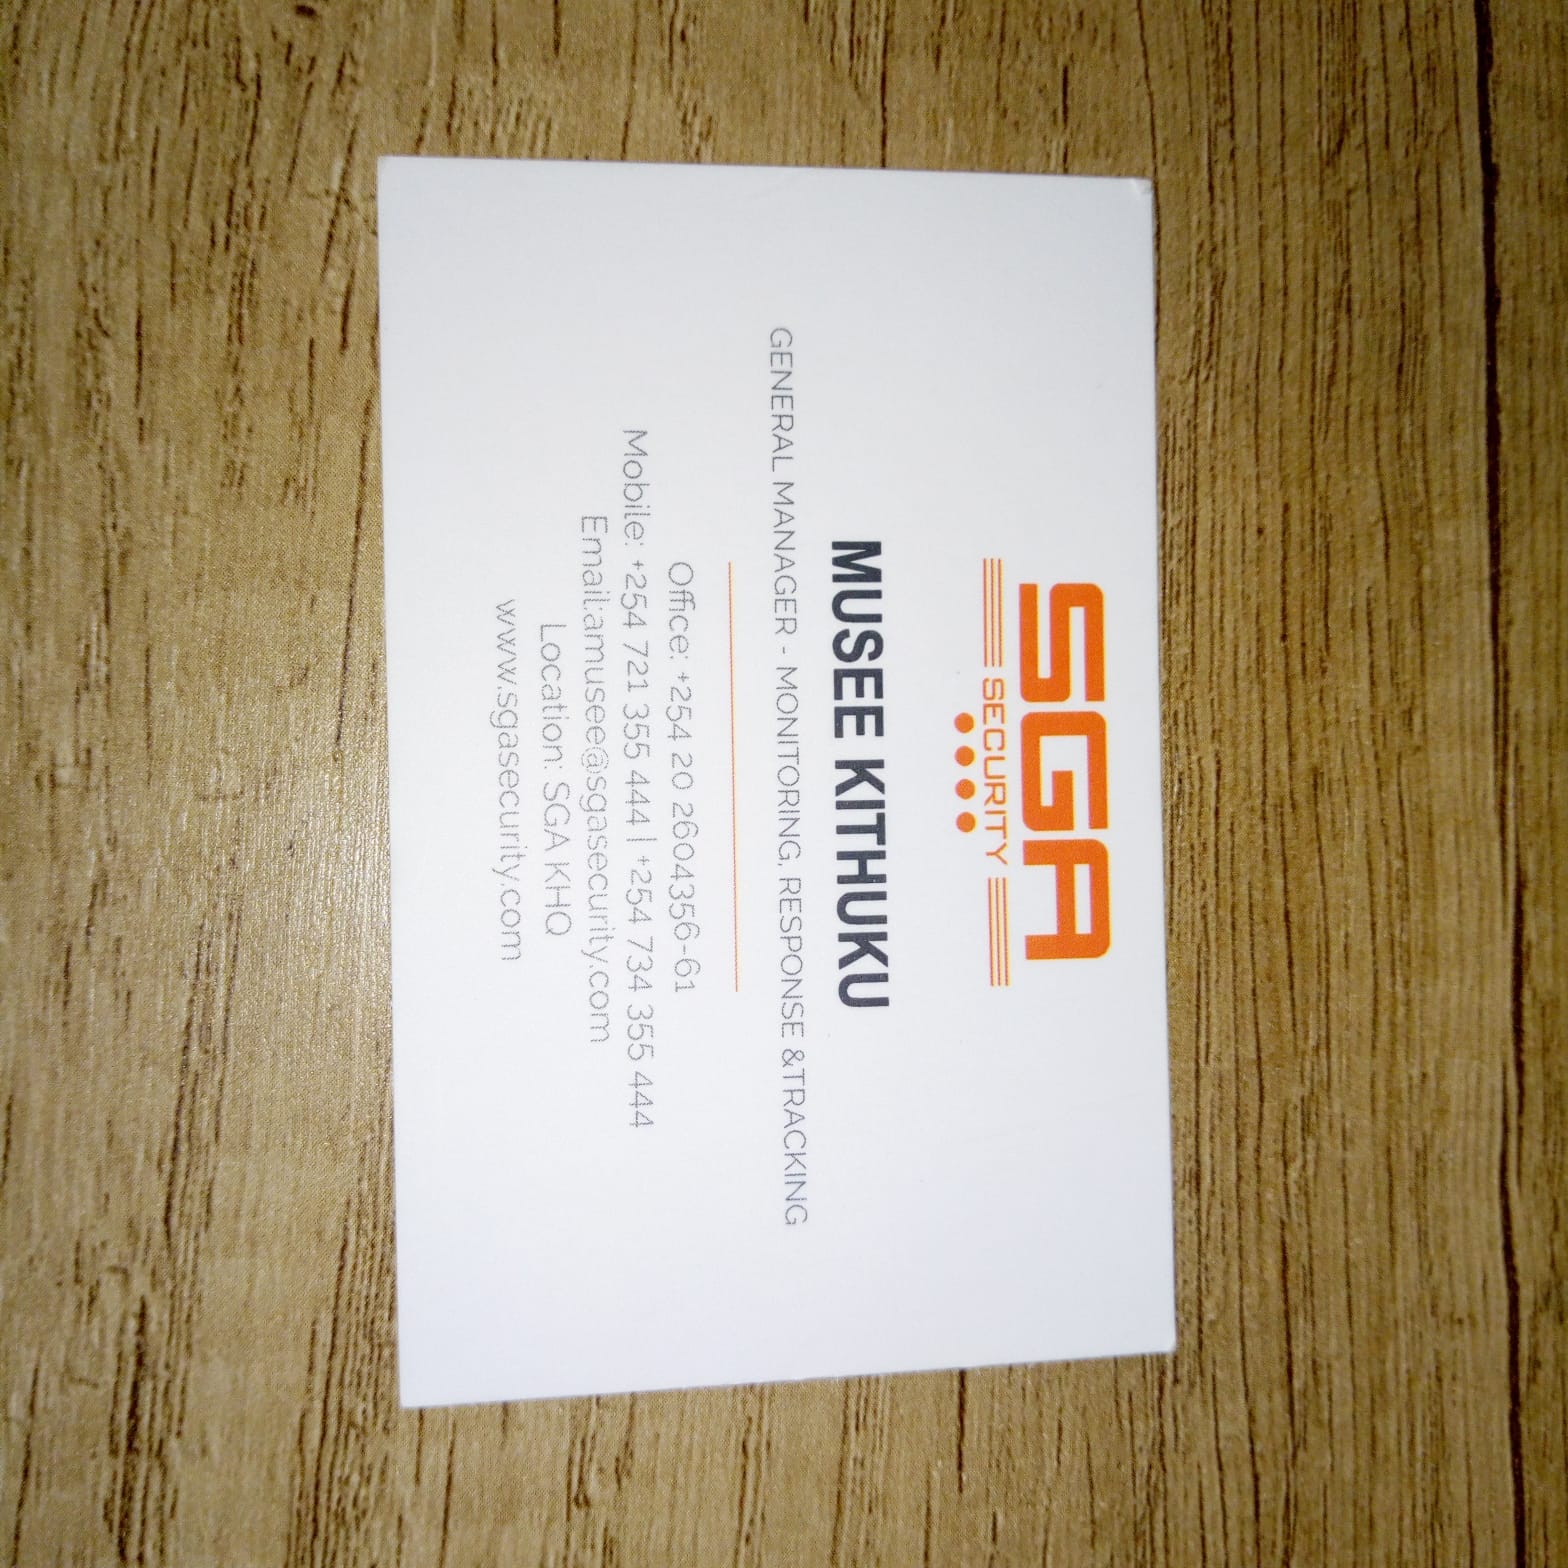 SGA
SECURITY
MUSEE KITHUKU
GENERAL MANAGER - MONITORING, RESPONSE &TRACKING
Office: +254 20 2604356-61
Mobile: +254 721 355 444 | +254 734 355 444
Email:amusee@sgasecurity.com
Location: SGA KHQ
www.sgasecurity.com